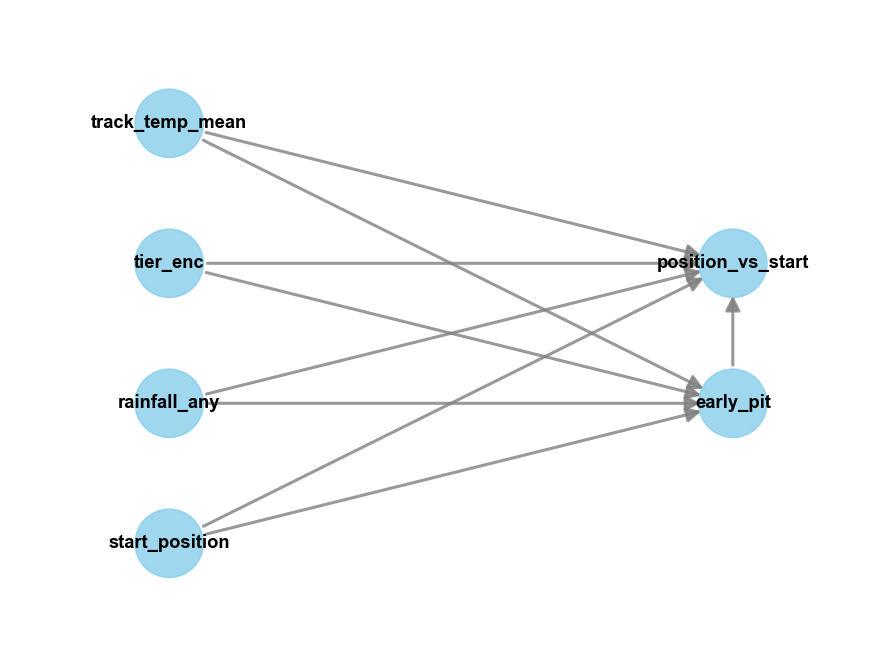 track_temp_mean
tier_enc
position_vs_start
rainfall_any
early_pit
start_position